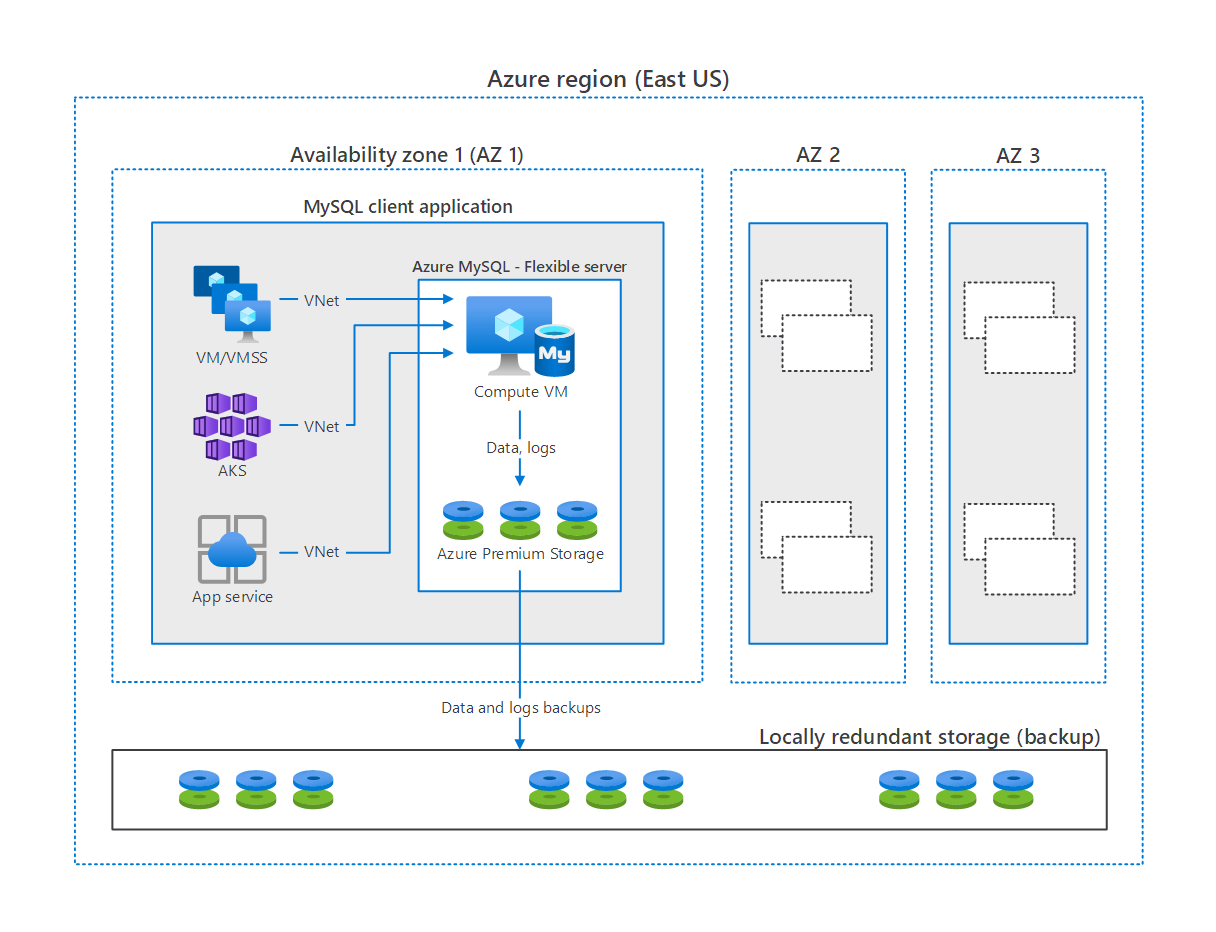 Azure region (East US)
Availability zone 1 (AZ 1)
AZ 2
AZ 3
MySQL client application
Azure MySQL - Flexible server
VNet
VM/VMSS
My
Compute VM
VNet
AKS
Data, logs
VNet
App service
Azure Premium Storage
Data and logs backups
Locally redundant storage (backup)